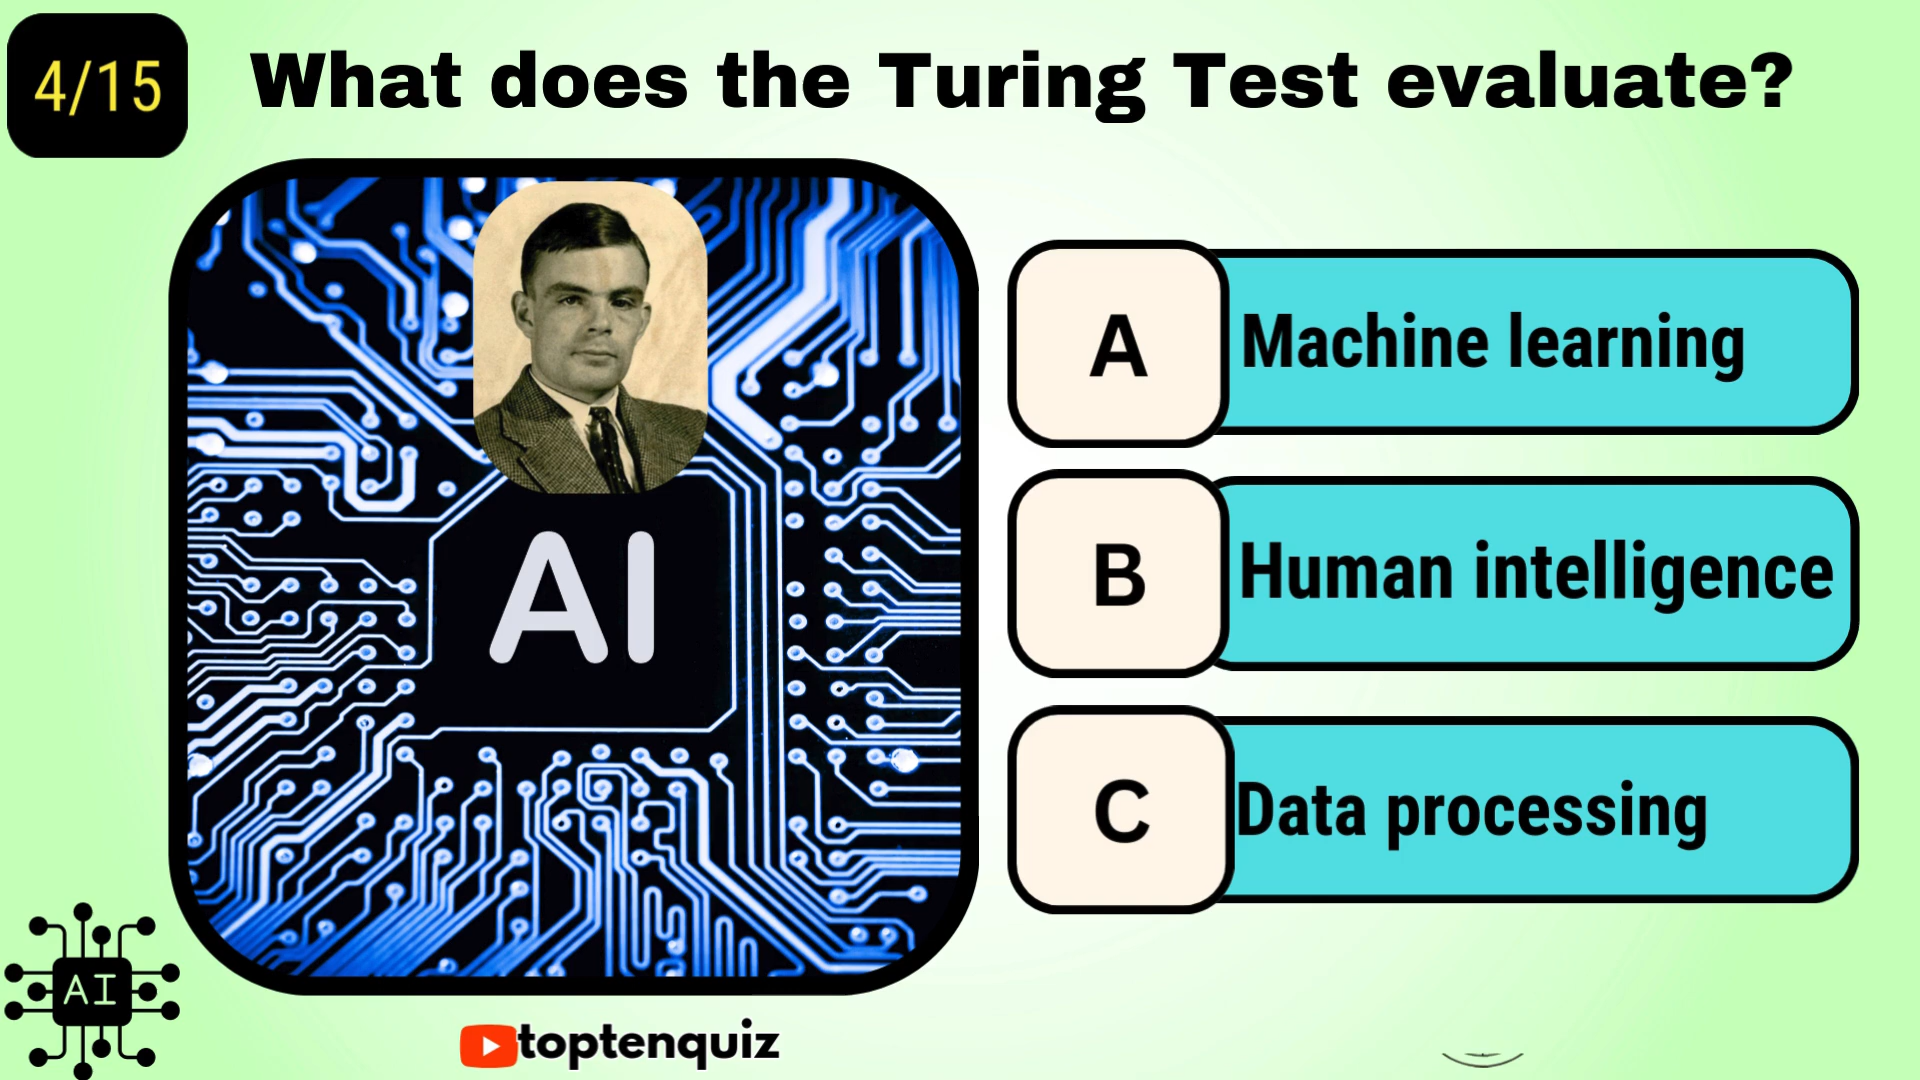 4/15
What does the Turing Test evaluate?
AI
A
Machine learning
B
Human intelligence
C
Data processing
AI
toptenquiz